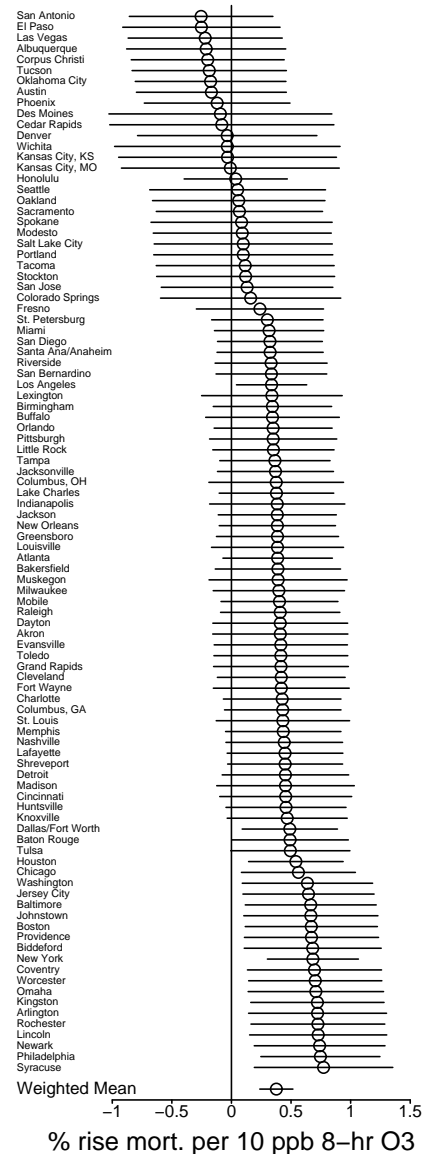 San Antonio
El Paso
Las Vegas
Albuquerque
Corpus Christi
Tucson
Oklahoma City
Austin
Phoenix
Des Moines
Cedar Rapids
Denver
Wichita
Kansas City, KS
Kansas City, MO
Honolulu
Seattle
Oakland
Sacramento
Spokane
Modesto
Salt Lake City
Portland
Tacoma
Stockton
San Jose
Colorado Springs
Fresno
St. Petersburg
Miami
San Diego
Santa Ana/Anaheim
Riverside
San Bernardino
Los Angeles
Lexington
Birmingham
Buffalo
Orlando
Pittsburgh
Little Rock
Tampa
Jacksonville
Columbus, OH
Lake Charles
Indianapolis
Jackson
New Orleans
Greensboro
Louisville
Atlanta
Bakersfield
Muskegon
Milwaukee
Mobile
Raleigh
Dayton
Akron
Evansville
Toledo
Grand Rapids
Cleveland
Fort Wayne
Charlotte
Columbus, GA
St. Louis
Memphis
Nashville
Lafayette
Shreveport
Detroit
Madison
Cincinnati
Huntsville
Knoxville
Dallas/Fort Worth
Baton Rouge
Tulsa
Houston
Chicago
Washington
Jersey City
Baltimore
Johnstown
Boston
Providence
Biddeford
New York
Coventry
Worcester
Omaha
Kingston
Arlington
Rochester
Lincoln
Newark
Philadelphia
Syracuse
Weighted Mean
−1 −0.5 0 0.5 1 1.5
% rise mort. per 10 ppb 8−hr O3